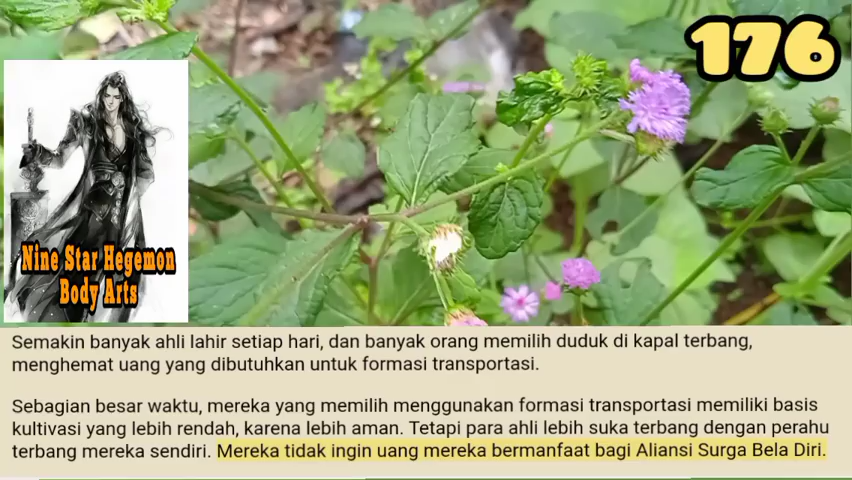 176
Nine Star Hegemon
Body Arts
Semakin banyak ahli lahir setiap hari, dan banyak orang memilih duduk di kapal terbang,
menghemat uang yang dibutuhkan untuk formasi transportasi.
Sebagian besar waktu, mereka yang memilih menggunakan formasi transportasi memiliki basis
kultivasi yang lebih rendah, karena lebih aman. Tetapi para ahli lebih suka terbang dengan perahu
terbang mereka sendiri. Mereka tidak ingin uang mereka bermanfaat bagi Aliansi Surga Bela Diri.